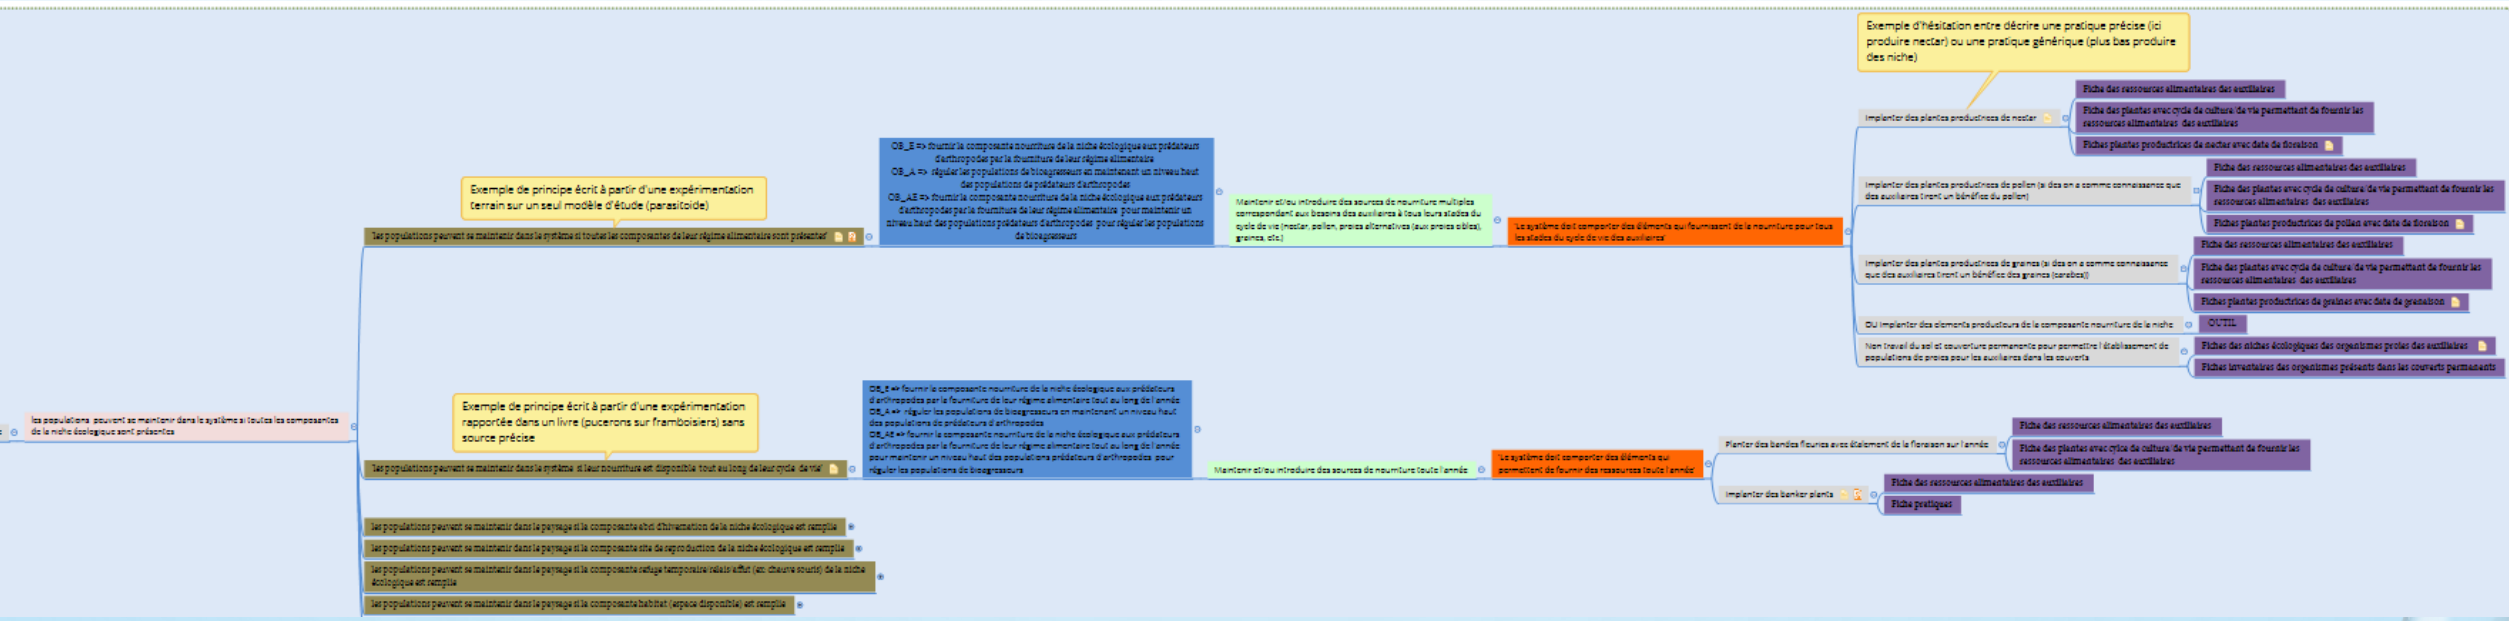 Exemple d'hésitation entre décrire une pratique précise (ici
produire nectar) ou une pratique générique (plus bas produire
des niche)
Fiche des ressources alimentaires des auxiliaires
Implanter des plantes productrices de nectar
Fiche des plantes avec cycle de culture/de vie permettant de fournir les
ressources alimentaires des auxiliaires
Fiches plantes productrices de nectar avec date de floraison
OB_E => fournir la composante nourriture de la niche écologique aux prédateurs
d'arthropodes par la fourniture de leur régime alimentaire
OB_A => réguler les populations de bioagresseurs en maintenant un niveau haut
des populations de prédateurs d'arthropodes
OB_AE => fournir la composante nourriture de la niche écologique aux prédateurs
d'arthropodes par la fourniture de leur régime alimentaire pour maintenir un
niveau haut des populations prédateurs d'arthropodes pour réguler les populations
de bioagresseurs
Fiche des ressources alimentaires des auxiliaires
Implanter des plantes productrices de pollen (si des on a comme connaissance que
des auxiliaires tirent un bénéfice du pollen)
Fiche des plantes avec cycle de culture/de vie permettant de fournir les
ressources alimentaires des auxiliaires
Fiches plantes productrices de pollen avec date de floraison
Exemple de principe écrit à partir d'une expérimentation
terrain sur un seul modèle d'étude (parasitoide)
les populations peuvent se maintenir dans le système si toutes les composantes de leur régime alimentaire sont présentes"
Maintenir et/ou introduire des sources de nourriture multiples
correspondant aux besoins des auxiliaires à tous leurs stades du
cycle de vie (nectar, pollen, proies alternatives (aux proies cibles),
graines, etc.)
"Le système doit comporter des éléments qui fournissent de la nourriture pour tous
les stades du cycle de vie des auxiliaires"
Fiche des ressources alimentaires des auxiliaires
Implanter des plantes productrices de graines (si des on a comme connaissance
que des auxiliaires tirent un bénéfice des graines (carabes))
Fiche des plantes avec cycle de culture/de vie permettant de fournir les
ressources alimentaires des auxiliaires
Fiches plantes productrices de graines avec date de grenaison
OU Implanter des elements producteurs de la composante nourriture de la niche
OUTIL
Non travail du sol et couverture permanente pour permettre l'établissement de
populations de proies pour les auxiliaires dans les couverts
Fiches des niches écologiques des organismes proies des auxiliaires
Fiches inventaires des organismes présents dans les couverts permanents
les populations peuvent se maintenir dans le système si toutes les composantes
de la niche écologique sont présentes
Exemple de principe écrit à partir d'une expérimentation
rapportée dans un livre (pucerons sur framboisiers) sans
source précise
"les populations peuvent se maintenir dans le système si leur nourriture est disponible tout au long de leur cycle de vie"
OB_E => fournir la composante nourriture de la niche écologique aux prédateurs
d'arthropodes par la fourniture de leur régime alimentaire tout au long de l'année
OB_A => réguler les populations de bioagresseurs en maintenant un niveau haut
des populations de prédateurs d'arthropodes
OB_AE => fournir la composante nourriture de la niche écologique aux prédateurs
d'arthropodes par la fourniture de leur régime alimentaire tout au long de l'année
pour maintenir un niveau haut des populations prédateurs d'arthropodes pour
réguler les populations de bioagresseurs
Maintenir et/ou introduire des sources de nourriture toute l'année
"Le système doit comporter des éléments qui
permettent de fournir des ressources toute l'année"
Planter des bandes fleuries avec étalement de la floraison sur l'année
Fiche des ressources alimentaires des auxiliaires
Fiche des plantes avec cylce de culture/de vie permettant de fournir les
ressources alimentaires des auxiliaires
Implanter des banker plants
Fiche des ressources alimentaires des auxiliaires
Fiche pratiques
les populations peuvent se maintenir dans le paysage si la composante abri d'hivernation de la niche écologique est remplie
les populations peuvent se maintenir dans le paysage si la composante site de reproduction de la niche écologique est remplie
les populations peuvent se maintenir dans le paysage si la composante refuge temporaire/relais/affut (ex. chauve souris) de la niche
écologique est remplie
les populations peuvent se maintenir dans le paysage si la composante habitat (espace disponible) est remplie